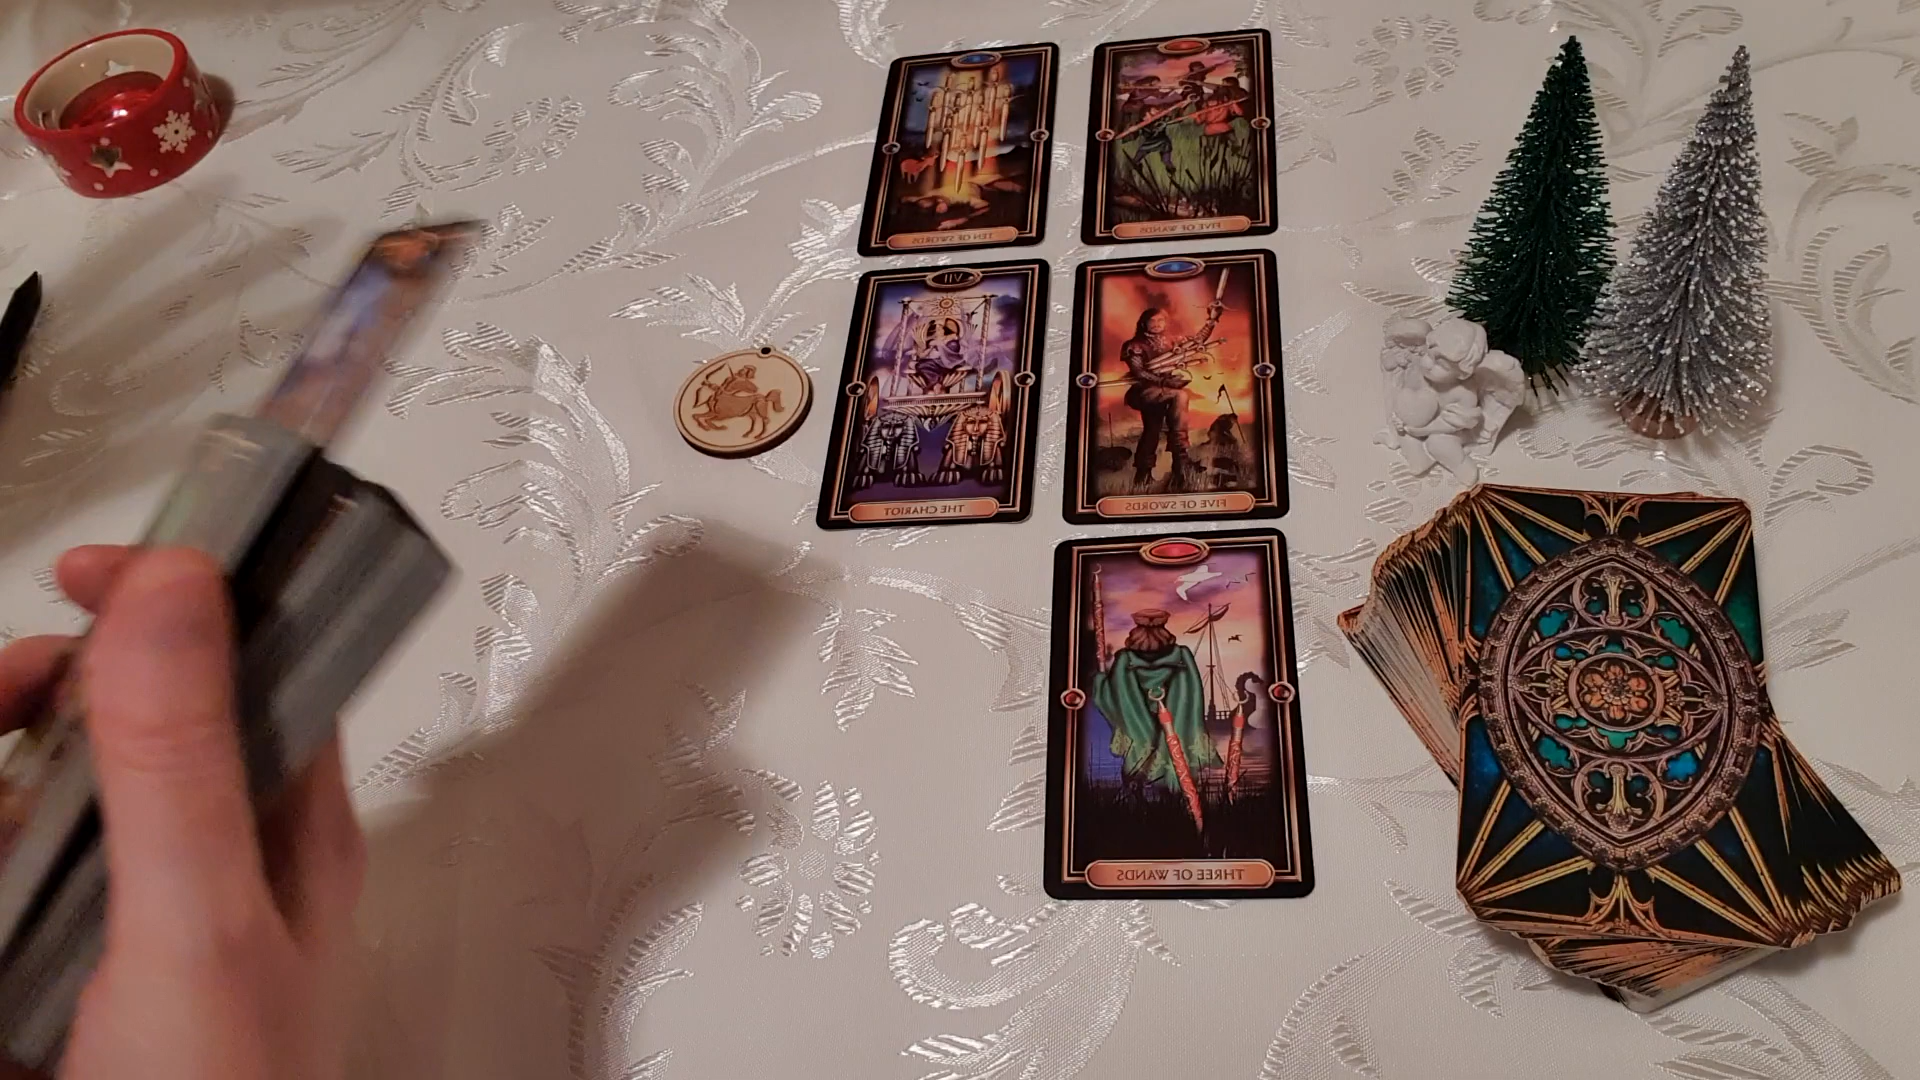 TEN OF SWORDS
FIVE OF WANDS
VII
THE CHARIOT
FIVE OF SWORDS
THREE OF WANDS